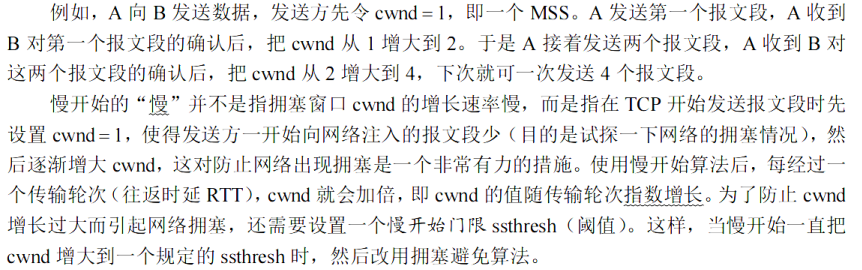 例如，A 向 B 发送数据，发送方先令 cwnd = 1，即一个 MSS。A 发送第一个报文段，A 收到
B 对第一个报文段的确认后，把 cwnd 从 1 增大到 2。于是 A 接着发送两个报文段，A 收到 B 对
这两个报文段的确认后，把 cwnd 从 2 增大到 4，下次就可一次发送 4 个报文段。
慢开始的“慢”并不是指拥塞窗口 cwnd 的增长速率慢，而是指在 TCP 开始发送报文段时先
设置 cwnd = 1，使得发送方一开始向网络注入的报文段少（目的是试探一下网络的拥塞情况），然
后逐渐增大 cwnd，这对防止网络出现拥塞是一个非常有力的措施。使用慢开始算法后，每经过一
个传输轮次（往返时延 RTT），cwnd 就会加倍，即 cwnd 的值随传输轮次指数增长。为了防止 cwnd
增长过大而引起网络拥塞，还需要设置一个慢开始门限 ssthresh（阈值）。这样，当慢开始一直把
cwnd 增大到一个规定的 ssthresh 时，然后改用拥塞避免算法。